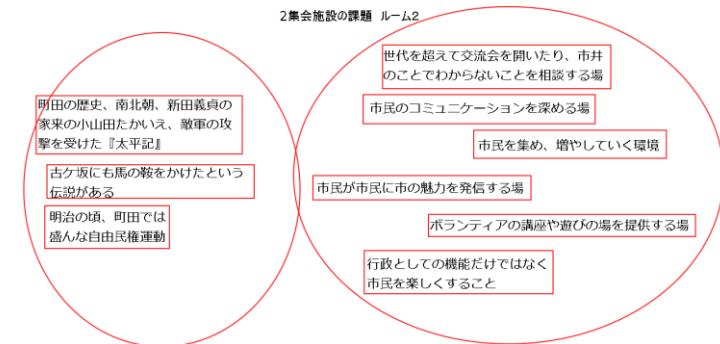 2集会施設の課題 ルーム2
町田の歴史、南北朝、新田義貞の
家来の小山田たかいえ、敵軍の攻
撃を受けた『太平記』
古ケ坂にも馬の鞍をかけたという
伝説がある
明治の頃、町田では
盛んな自由民権運動
世代を超えて交流会を開いたり、市井
のことでわからないことを相談する場
市民のコミュニケーションを深める場
市民を集め、増やしていく環境
市民が市民に市の魅力を発信する場
ボランティアの講座や遊びの場を提供する場
行政としての機能だけではなく
市民を楽しくすること